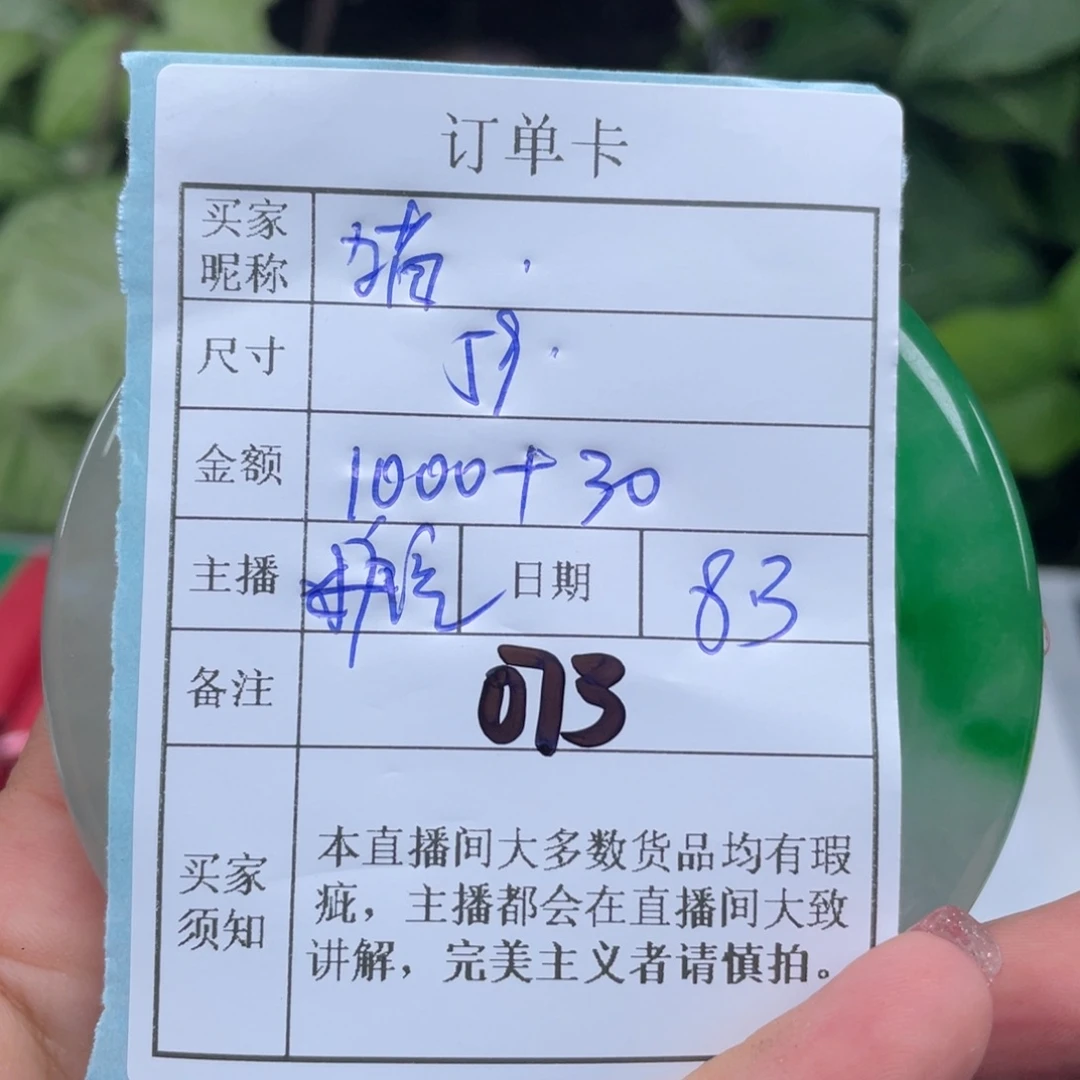 订单卡
买家
昵称
猪
尺寸
59
金额
1000+30
主播
日期
83
备注
073
买家
须知
本直播间大多数货品均有瑕
疵，主播都会在直播间大致
讲解，完美主义者请慎拍。